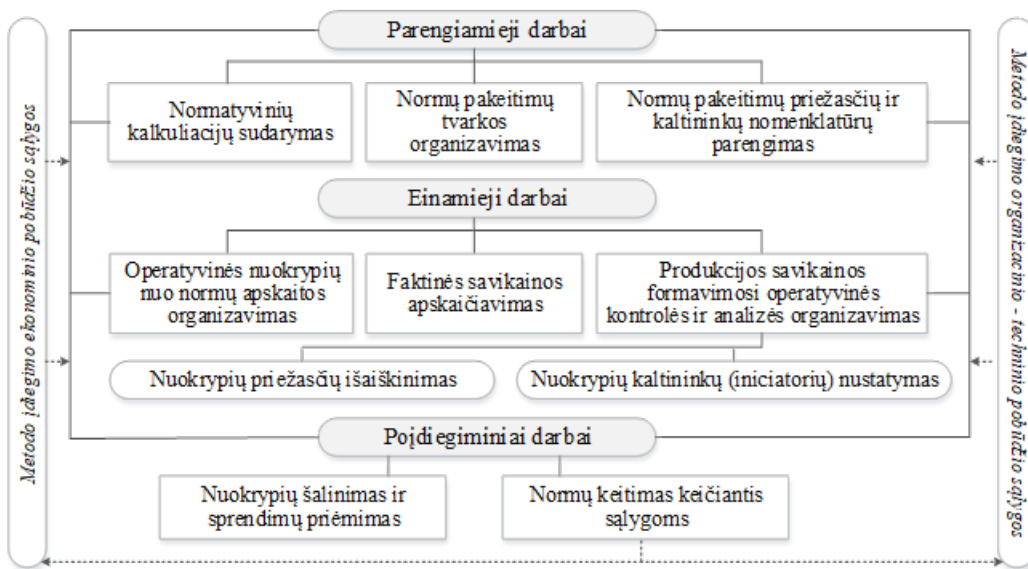 Parengiamieji darbai
Normatyvinių
kalkuliacijų sudarymas
Normų pakeitimų
tvarkos
organizavimas
Normų pakeitimų priežasčių ir
kaltininkų nomenklatūrų
parengimas
Einamieji darbai
Operatyvinės nuokrypių
nuo normų apskaitos
organizavimas
Faktinės savikainos
apskaičiavimas
Produkcijos savikainos
formavimosi operatyvinės
kontrolės ir analizės organizavimas
Nuokrypių priežasčių išaiškinimas
Nuokrypių kaltininkų (iniciatorių) nustatymas
Poįdiegiminiai darbai
Nuokrypių šalinimas ir
sprendimų priėmimas
Normų keitimas keičiantis
sąlygoms
Metodo įdiegimo ekonominio pobūdžio sąlygos
Metodo įdiegimo organizacinio - techninio pobūdžio sąlygos